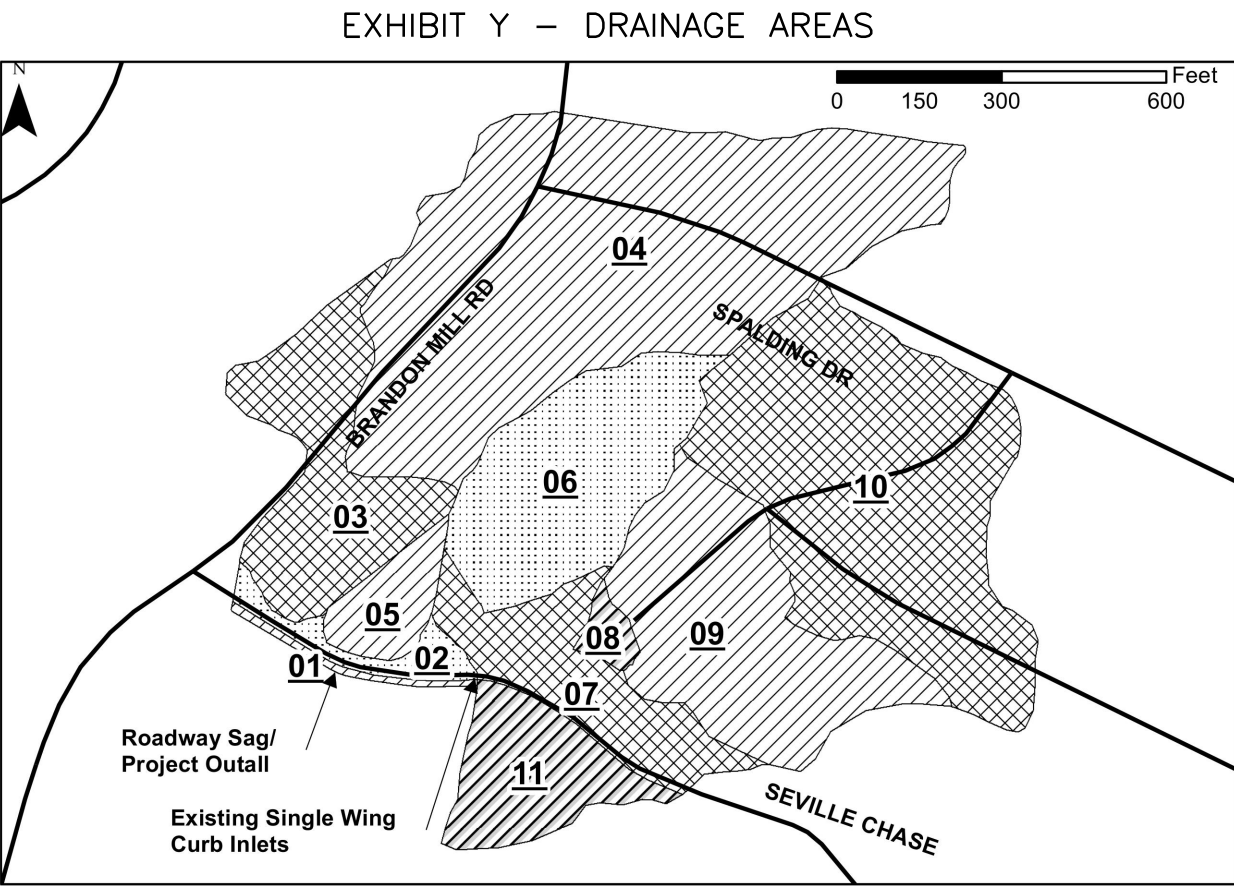 EXHIBIT Y – DRAINAGE AREAS
N
Feet
0 150 300 600
04
BRANDON MILL RD
SPALDING DR
06
10
03
05
08
09
02
01
07
Roadway Sag/
Project Outall
11
Existing Single Wing
Curb Inlets
SEVILLE CHASE